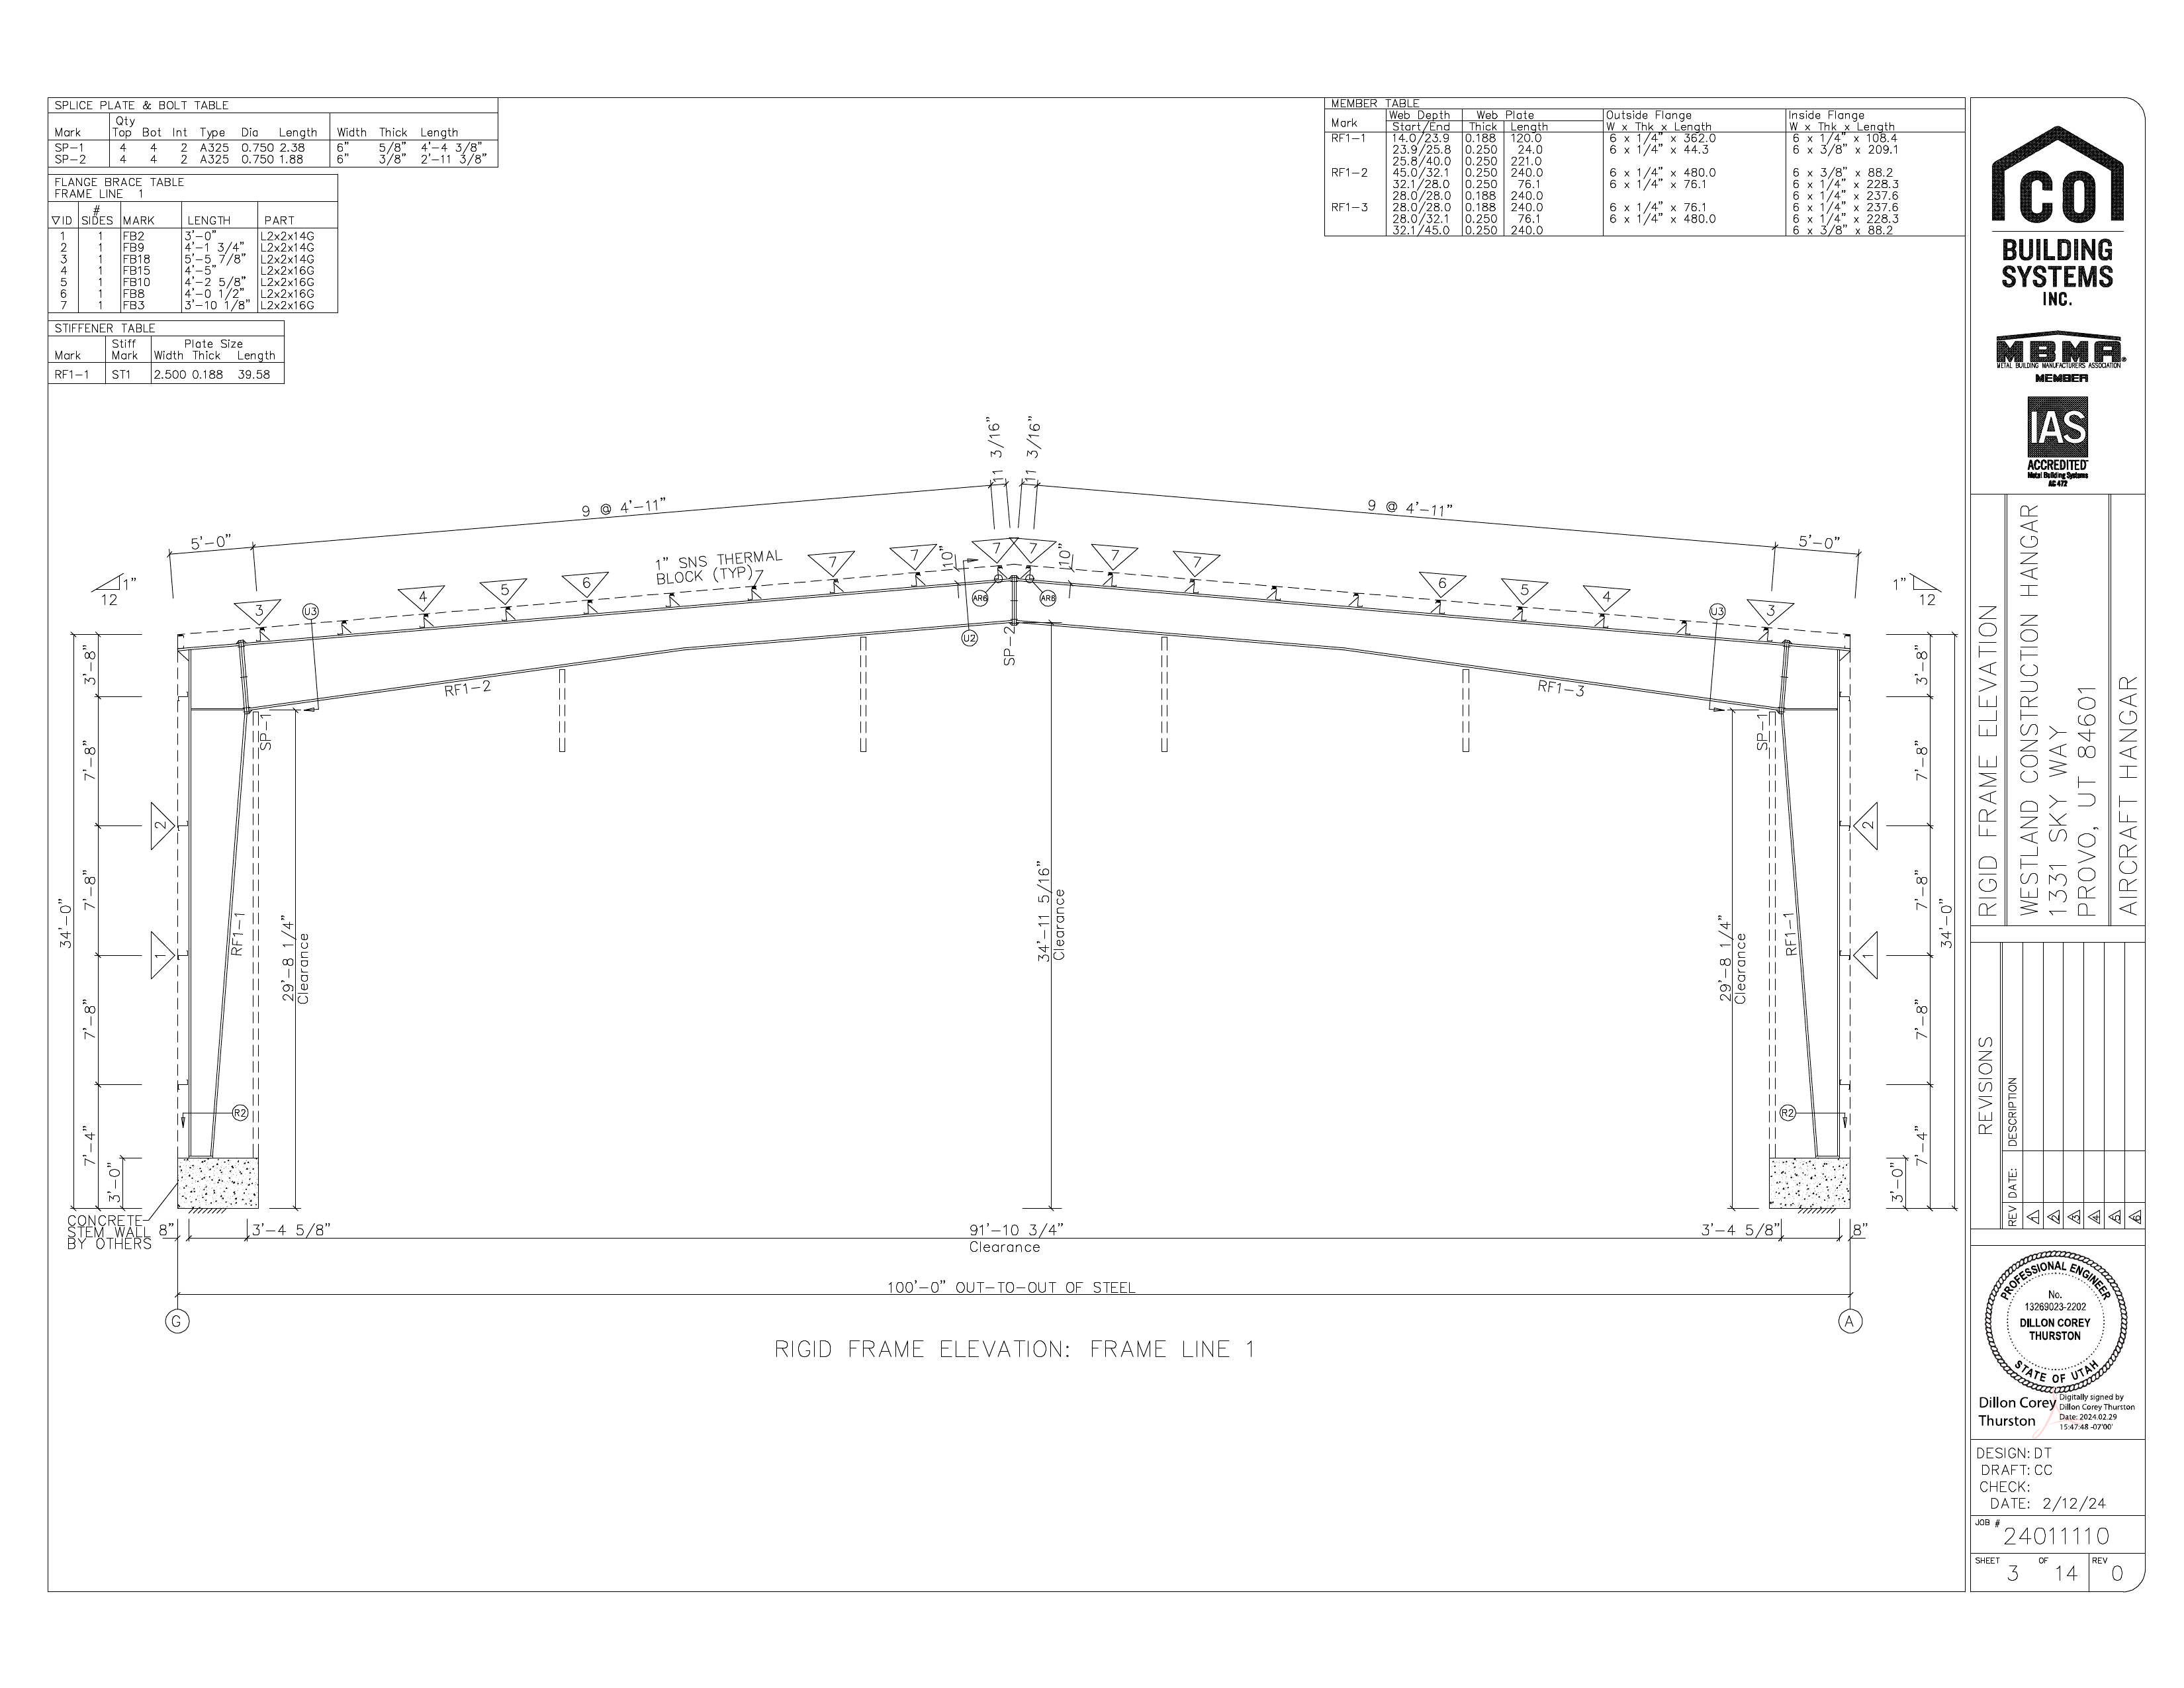 SPLICE PLATE & BOLT TABLE
Qty
Mark Top Bot Int Type Dia Length Width Thick Length
SP-1 4 4 2 A325 0.750 2.38 6" 5/8" 4'-4 3/8"
SP-2 4 4 2 A325 0.750 1.88 6" 3/8" 2'-11 3/8"
FLANGE BRACE TABLE
FRAME LINE 1
#
▽ID SIDES MARK LENGTH PART
1 1 FB2 3'-0" L2x2x14G
2 1 FB9 4'-1 3/4" L2x2x14G
3 1 FB18 5'-5 7/8" L2x2x14G
4 1 FB15 4'-5" L2x2x16G
5 1 FB10 4'-2 5/8" L2x2x16G
6 1 FB8 4'-0 1/2" L2x2x16G
7 1 FB3 3'-10 1/8" L2x2x16G
STIFFENER TABLE
Stiff Plate Size
Mark Mark Width Thick Length
RF1-1 ST1 2.500 0.188 39.58
MEMBER TABLE
Web Depth Web Plate Outside Flange Inside Flange
Mark Start/End Thick Length W x Thk x Length W x Thk x Length
RF1-1 14.0/23.9 0.188 120.0 6 x 1/4" x 362.0 6 x 1/4" x 108.4
23.9/25.8 0.250 24.0 6 x 1/4" x 44.3 6 x 3/8" x 209.1
25.8/40.0 0.250 221.0
RF1-2 45.0/32.1 0.250 240.0 6 x 1/4" x 480.0 6 x 3/8" x 88.2
32.1/28.0 0.250 76.1 6 x 1/4" x 76.1 6 x 1/4" x 228.3
28.0/28.0 0.188 240.0 6 x 1/4" x 237.6
RF1-3 28.0/28.0 0.188 240.0 6 x 1/4" x 76.1 6 x 1/4" x 237.6
28.0/32.1 0.250 76.1 6 x 1/4" x 480.0 6 x 1/4" x 228.3
32.1/45.0 0.250 240.0 6 x 3/8" x 88.2
11 3/16" 11 3/16"
9 @ 4'-11" 9 @ 4'-11"
5'-0" 5'-0"
1" SNS THERMAL
BLOCK (TYP)
10" 10"
1" 12
1" 12
3 4 5 6 7 7 7 7 7 7 6 5 4 3
U3 AR6 AR6 U2 U3
SP-2
RF1-2 RF1-3
SP-1 SP-1
3'-8" 3'-8"
7'-8" 7'-8"
2 2
7'-8" 7'-8"
34'-0" 34'-0"
1 1
RF1-1 RF1-1
29'-8 1/4"
Clearance
34'-11 5/16"
Clearance
29'-8 1/4"
Clearance
7'-8" 7'-8"
R2 R2
7'-4" 7'-4"
3'-0" 3'-0"
CONCRETE
STEM WALL
BY OTHERS
8" 3'-4 5/8" 91'-10 3/4" 3'-4 5/8" 8"
Clearance
100'-0" OUT-TO-OUT OF STEEL
G A
RIGID FRAME ELEVATION: FRAME LINE 1
CO
BUILDING
SYSTEMS
INC.
MBMA®
METAL BUILDING MANUFACTURERS ASSOCIATION
MEMBER
IAS
ACCREDITED
Metal Building Systems
AC 472
RIGID FRAME ELEVATION
WESTLAND CONSTRUCTION HANGAR
1331 SKY WAY
PROVO, UT 84601
AIRCRAFT HANGAR
REVISIONS
REV DATE: DESCRIPTION
1
2
3
4
5
6
PROFESSIONAL ENGINEER
No.
13269023-2202
DILLON COREY
THURSTON
STATE OF UTAH
Dillon Corey
Thurston
Digitally signed by
Dillon Corey Thurston
Date: 2024.02.29
15:47:48 -07'00'
DESIGN: DT
DRAFT: CC
CHECK:
DATE: 2/12/24
JOB #
24011110
SHEET 3 OF 14 REV 0